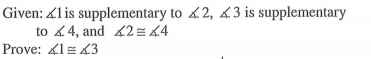 Given: ∡1 is supplementary to ∡2, ∡3 is supplementary
to ∡4, and ∡2 ≅ ∡4
Prove: ∡1 ≅ ∡3